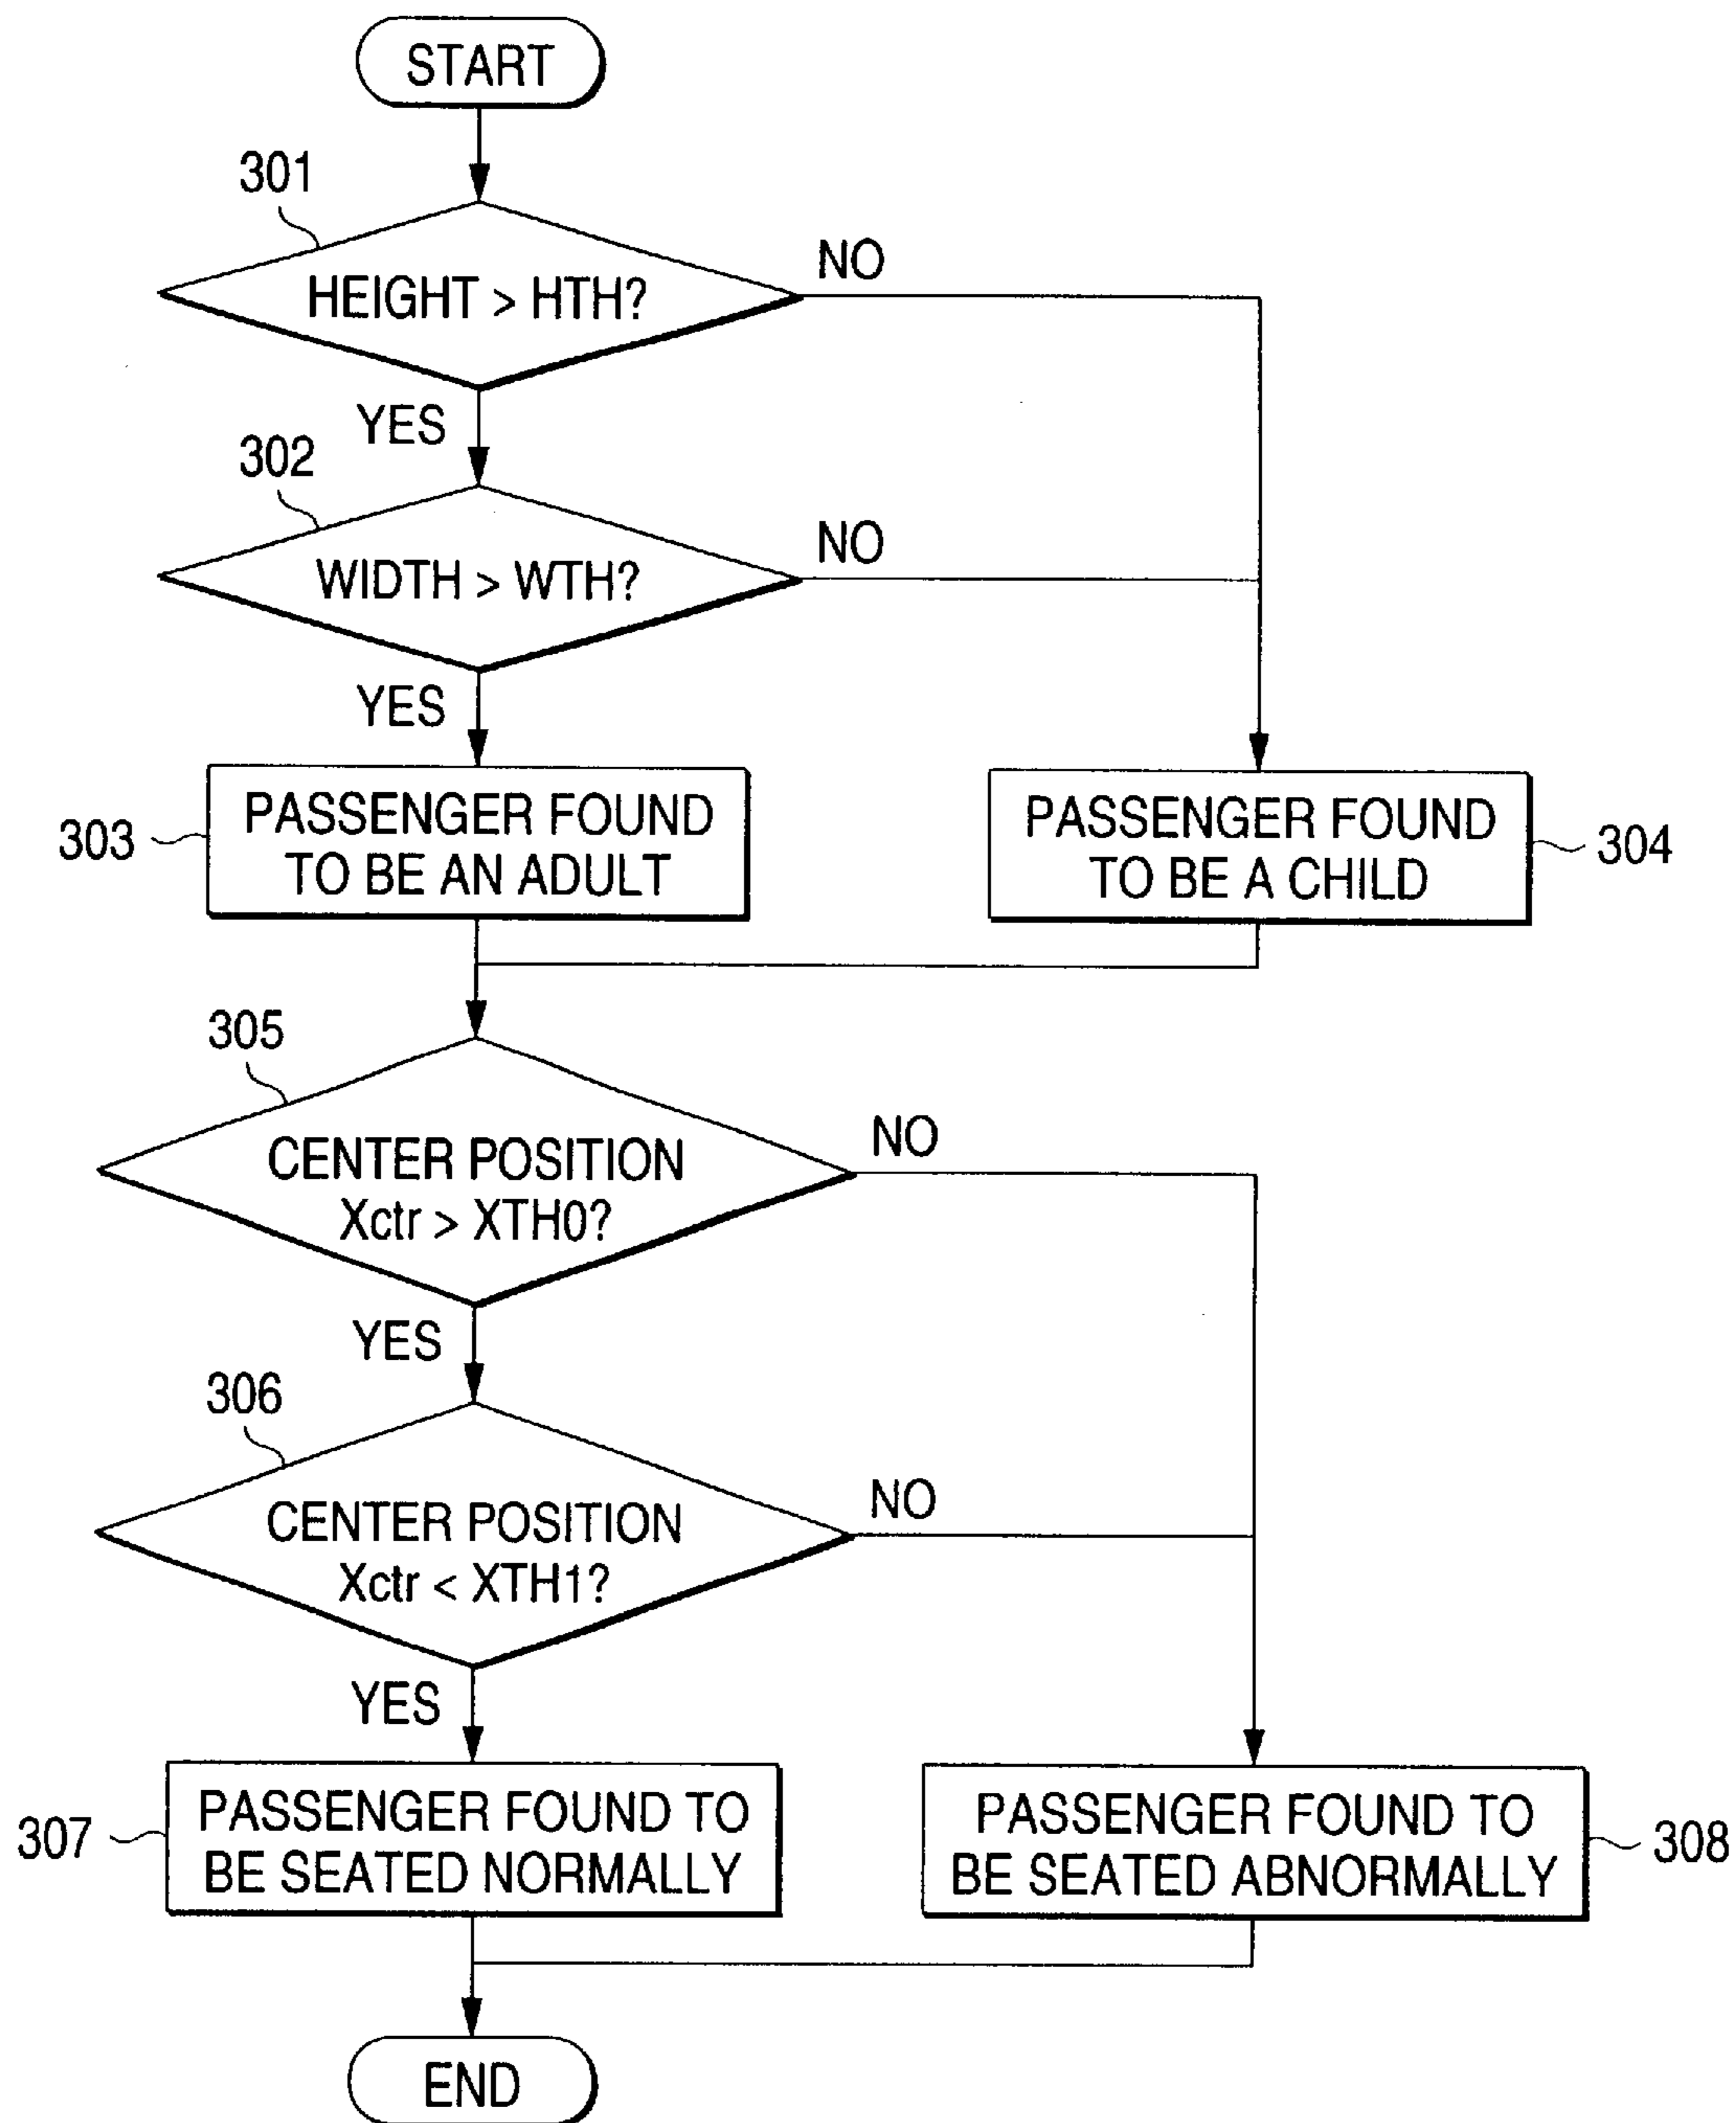 START
301
HEIGHT > HTH?
NO
YES
302
WIDTH > WTH?
NO
YES
303
PASSENGER FOUND
TO BE AN ADULT
PASSENGER FOUND
TO BE A CHILD
304
305
CENTER POSITION
Xctr > XTH0?
NO
YES
306
CENTER POSITION
Xctr < XTH1?
NO
YES
307
PASSENGER FOUND TO
BE SEATED NORMALLY
PASSENGER FOUND TO
BE SEATED ABNORMALLY
308
END